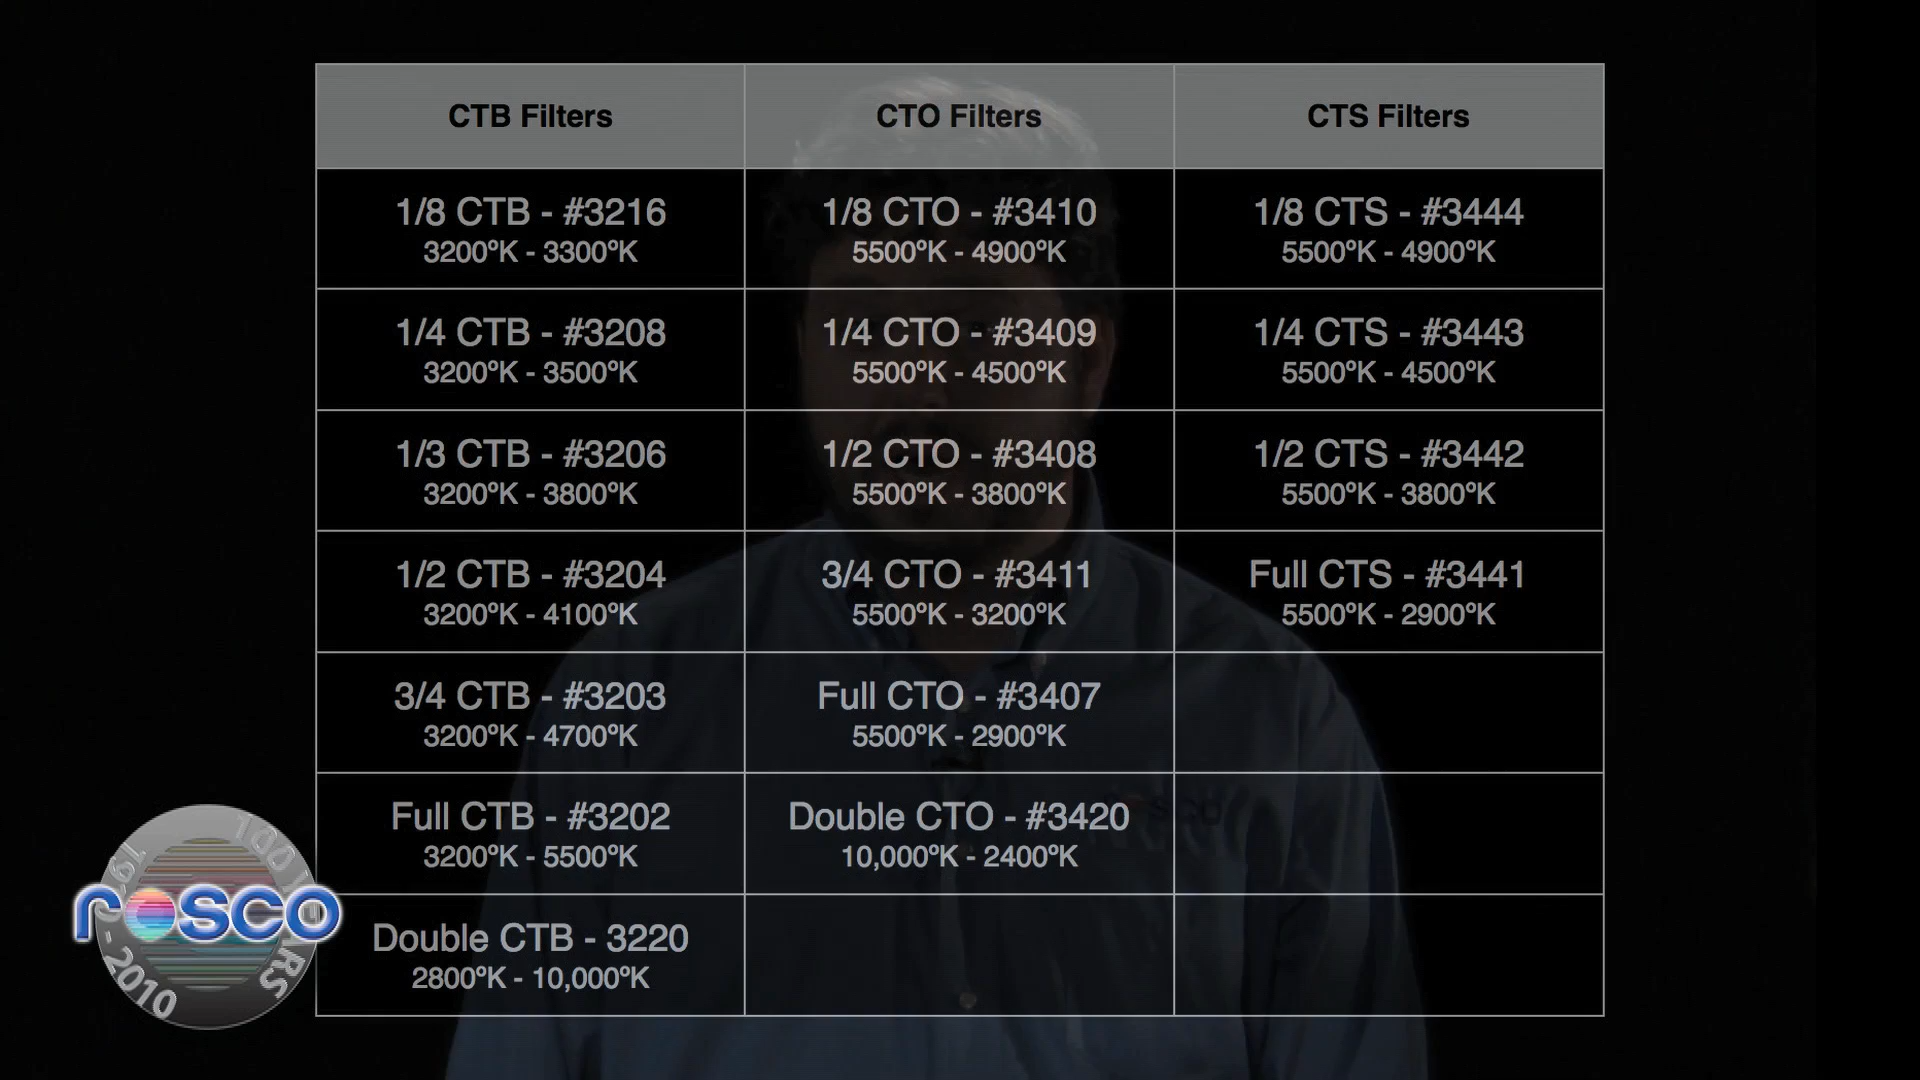 CTB Filters CTO Filters CTS Filters
1/8 CTB - #3216 1/8 CTO - #3410 1/8 CTS - #3444
3200ºK - 3300ºK 5500ºK - 4900ºK 5500ºK - 4900ºK
1/4 CTB - #3208 1/4 CTO - #3409 1/4 CTS - #3443
3200ºK - 3500ºK 5500ºK - 4500ºK 5500ºK - 4500ºK
1/3 CTB - #3206 1/2 CTO - #3408 1/2 CTS - #3442
3200ºK - 3800ºK 5500ºK - 3800ºK 5500ºK - 3800ºK
1/2 CTB - #3204 3/4 CTO - #3411 Full CTS - #3441
3200ºK - 4100ºK 5500ºK - 3200ºK 5500ºK - 2900ºK
3/4 CTB - #3203 Full CTO - #3407
3200ºK - 4700ºK 5500ºK - 2900ºK
Full CTB - #3202 Double CTO - #3420
3200ºK - 5500ºK 10,000ºK - 2400ºK
Double CTB - 3220
2800ºK - 10,000ºK
rosco
- 2010